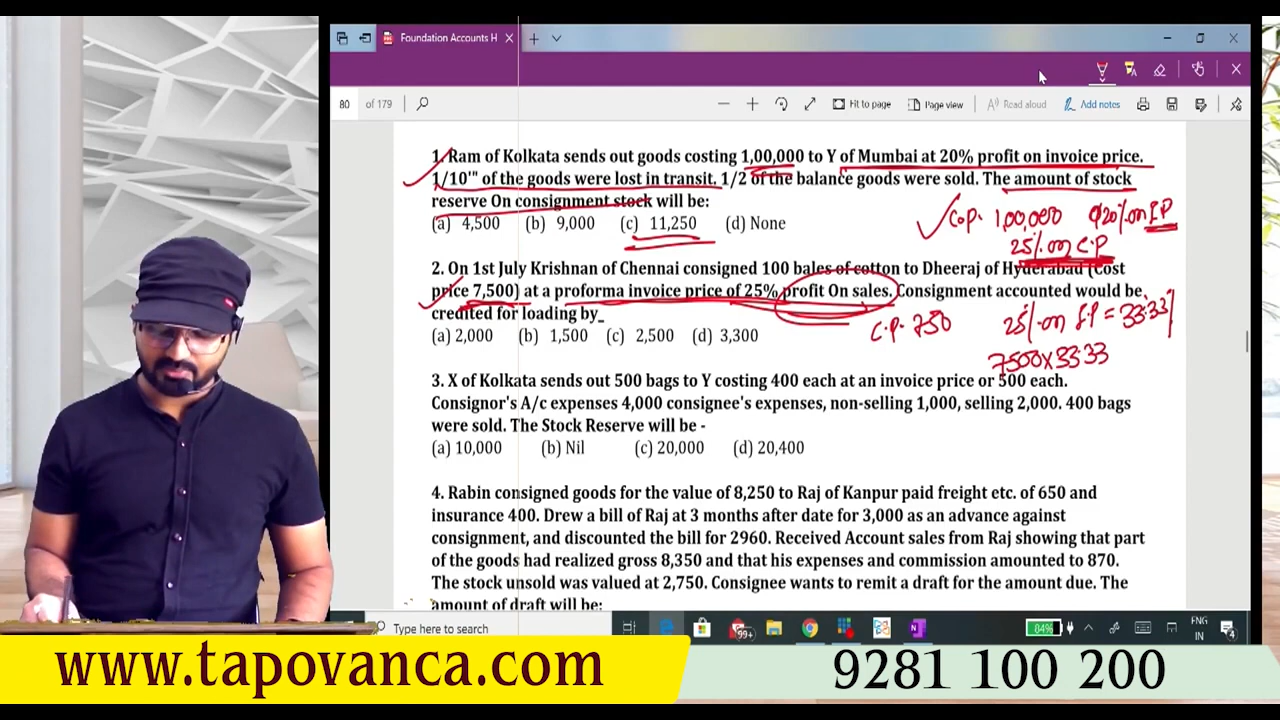 Foundation Accounts H
80 of 179
Fit to page
Page view
Read aloud
Add notes
1. Ram of Kolkata sends out goods costing 1,00,000 to Y of Mumbai at 20% profit on invoice price.
1/10'" of the goods were lost in transit. 1/2 of the balance goods were sold. The amount of stock
reserve On consignment stock will be:
(a) 4,500 (b) 9,000 (c) 11,250 (d) None
C.P. 1,00,000 @20% on I.P
25% on C.P
2. On 1st July Krishnan of Chennai consigned 100 bales of cotton to Dheeraj of Hyderabad (Cost
price 7,500) at a proforma invoice price of 25% profit On sales. Consignment accounted would be
credited for loading by_
(a) 2,000 (b) 1,500 (c) 2,500 (d) 3,300
C.P. 750 25% on S.P = 33.33%
7500x33.33
3. X of Kolkata sends out 500 bags to Y costing 400 each at an invoice price or 500 each.
Consignor's A/c expenses 4,000 consignee's expenses, non-selling 1,000, selling 2,000. 400 bags
were sold. The Stock Reserve will be -
(a) 10,000 (b) Nil (c) 20,000 (d) 20,400
4. Rabin consigned goods for the value of 8,250 to Raj of Kanpur paid freight etc. of 650 and
insurance 400. Drew a bill of Raj at 3 months after date for 3,000 as an advance against
consignment, and discounted the bill for 2960. Received Account sales from Raj showing that part
of the goods had realized gross 8,350 and that his expenses and commission amounted to 870.
The stock unsold was valued at 2,750. Consignee wants to remit a draft for the amount due. The
amount of draft will be:
Type here to search
99+
84%
ENG
IN
4
www.tapovanca.com
9281 100 200